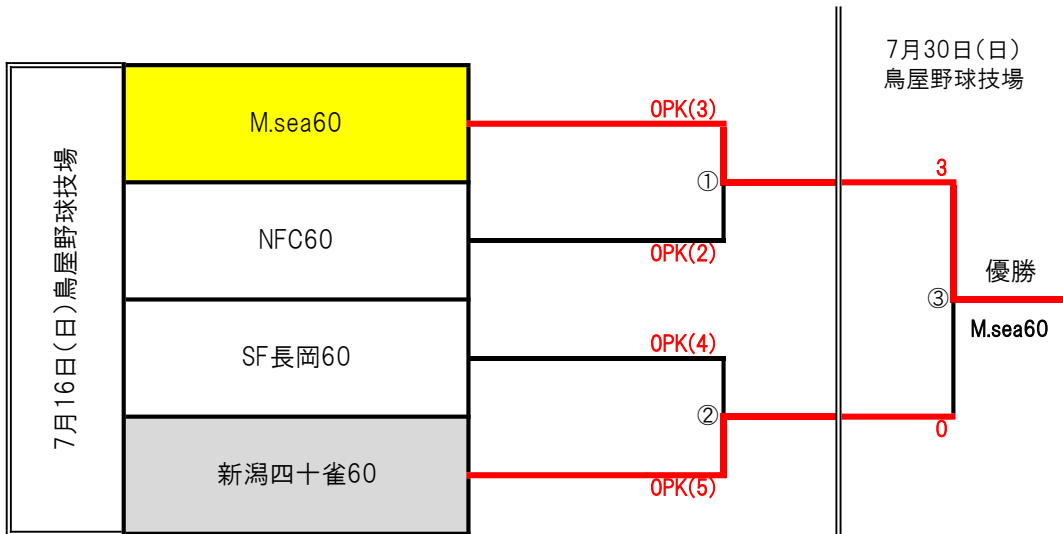 7月30日(日)
鳥屋野球技場
7月16日(日)鳥屋野球技場
M.sea60
NFC60
SF長岡60
新潟四十雀60
0PK(3)
①
0PK(2)
0PK(4)
②
0PK(5)
3
③
0
優勝
M.sea60